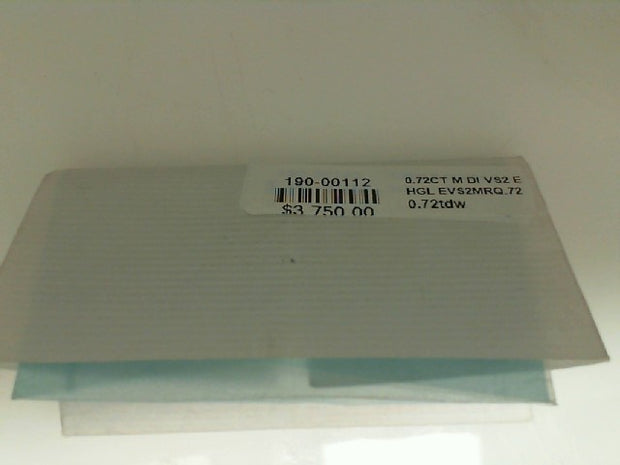 190-00112
$3 750 00
0.72CT M DI VS2 E
HGL EVS2MRQ.72
0.72tdw